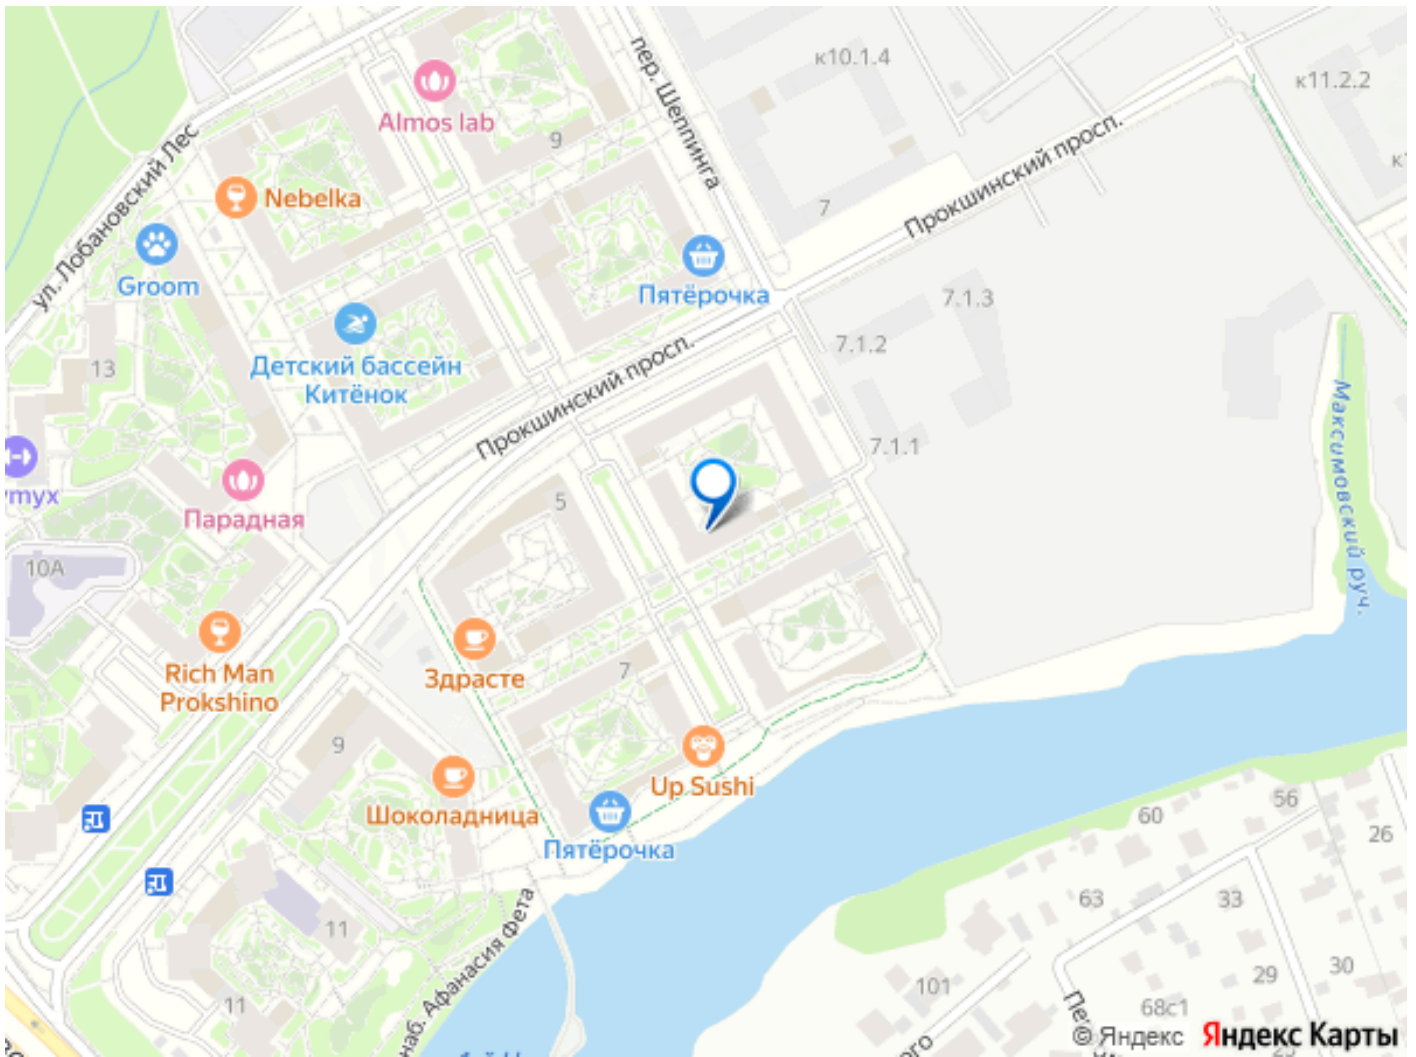 пер. Шеппинга
к10.1.4
к11.2.2
Almos lab
9
Прокшинский просп.
ул. Лобановский Лес
Nebelka
7
Groom
Пятёрочка
7.1.3
Детский бассейн
Китёнок
7.1.2
13
Прокшинский просп.
Максимовский руч.
7.1.1
Парадная
5
10А
Rich Man
Prokshino
Здрасте
7
9
Up Sushi
Шоколадница
Пятёрочка
60
56
26
63
33
11
наб. Афанасия Фета
11
101
29
30
68с1
© Яндекс Яндекс Карты